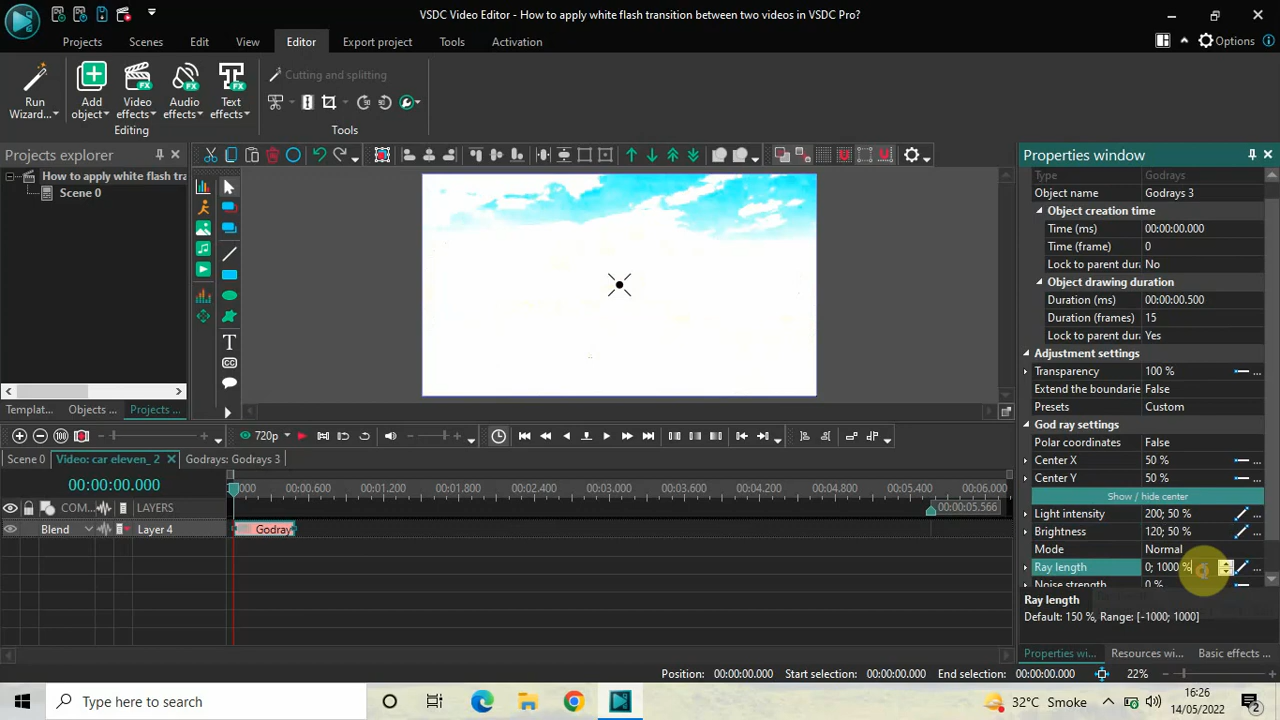 VSDC Video Editor - How to apply white flash transition between two videos in VSDC Pro?
Projects Scenes Edit View Editor Export project Tools Activation
Options
Run Wizard...
Add object
Video effects
Audio effects
Text effects
Cutting and splitting
Editing
Tools
Projects explorer
How to apply white flash tra
Scene 0
Templat... Objects ... Projects ...
Properties window
Type Godrays
Object name Godrays 3
Object creation time
Time (ms) 00:00:00.000
Time (frame) 0
Lock to parent dura No
Object drawing duration
Duration (ms) 00:00:00.500
Duration (frames) 15
Lock to parent dura Yes
Adjustment settings
Transparency 100 % ...
Extend the boundarie False
Presets Custom
God ray settings
Polar coordinates False
Center X 50 % ...
Center Y 50 % ...
Show / hide center
Light intensity 200; 50 % ...
Brightness 120; 50 % ...
Mode Normal
Ray length 0; 1000 % ...
Noise strength 0 %
Ray length
Default: 150 %, Range: [-1000; 1000]
Properties wi... Resources wi... Basic effects ...
T
CC
100 720p
Scene 0 Video: car eleven_ 2 Godrays: Godrays 3
00:00:00.000
000 00:00.600 00:01.200 00:01.800 00:02.400 00:03.000 00:03.600 00:04.200 00:04.800 00:05.400 00:06.000
00:00:05.566
COM... LAYERS
Blend Layer 4 Godray
Position: 00:00:00.000 Start selection: 00:00:00.000 End selection: 00:00:00.000 22%
Type here to search
32°C Smoke
16:26
14/05/2022
2